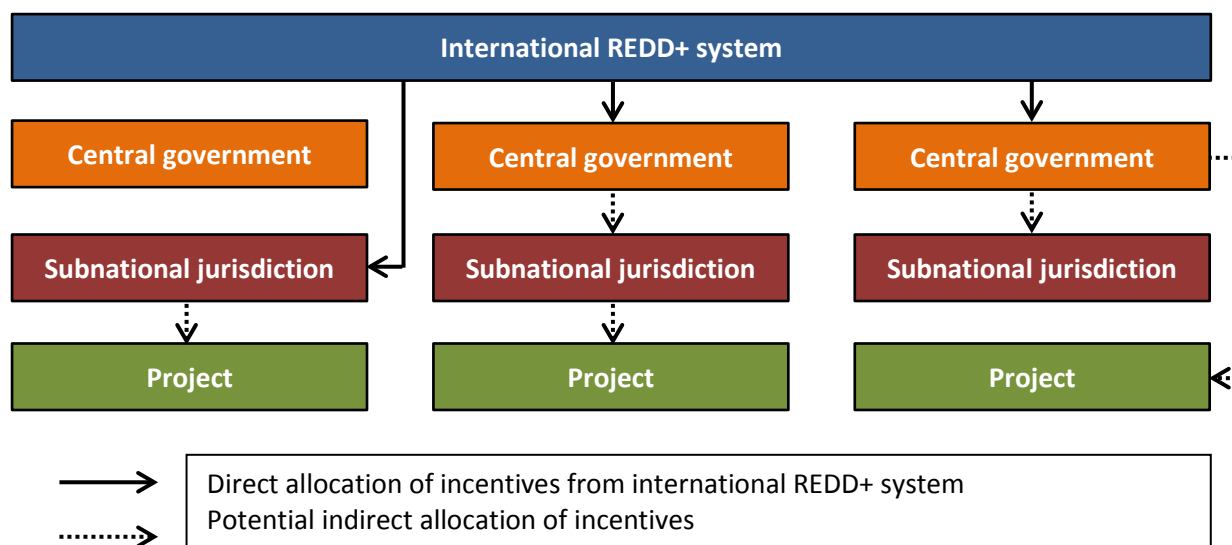 International REDD+ system
Central government
Central government
Central government
Subnational jurisdiction
Subnational jurisdiction
Subnational jurisdiction
Project
Project
Project
Direct allocation of incentives from international REDD+ system
Potential indirect allocation of incentives